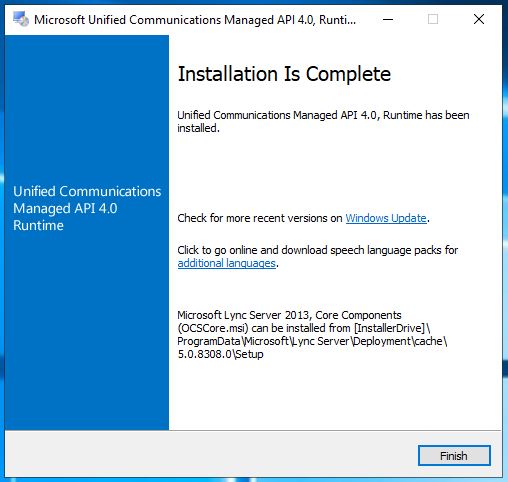 Microsoft Unified Communications Managed API 4.0, Runti...
Installation Is Complete
Unified Communications Managed API 4.0, Runtime has been
installed.
Unified Communications
Managed API 4.0
Runtime
Check for more recent versions on Windows Update.
Click to go online and download speech language packs for
additional languages.
Microsoft Lync Server 2013, Core Components
(OCSCore.msi) can be installed from [InstallerDrive]\
ProgramData\Microsoft\Lync Server\Deployment\cache\
5.0.8308.0\Setup
Finish